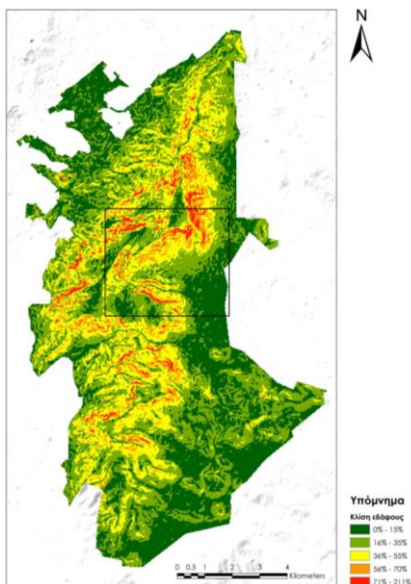 N
0 0.5 1 2 3 4
Kilometers
Υπόμνημα
Κλίση εδάφους
0% - 15%
16% - 35%
36% - 55%
56% - 70%